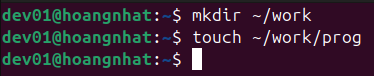 dev01@hoangnhat:~$ mkdir ~/work
dev01@hoangnhat:~$ touch ~/work/prog
dev01@hoangnhat:~$